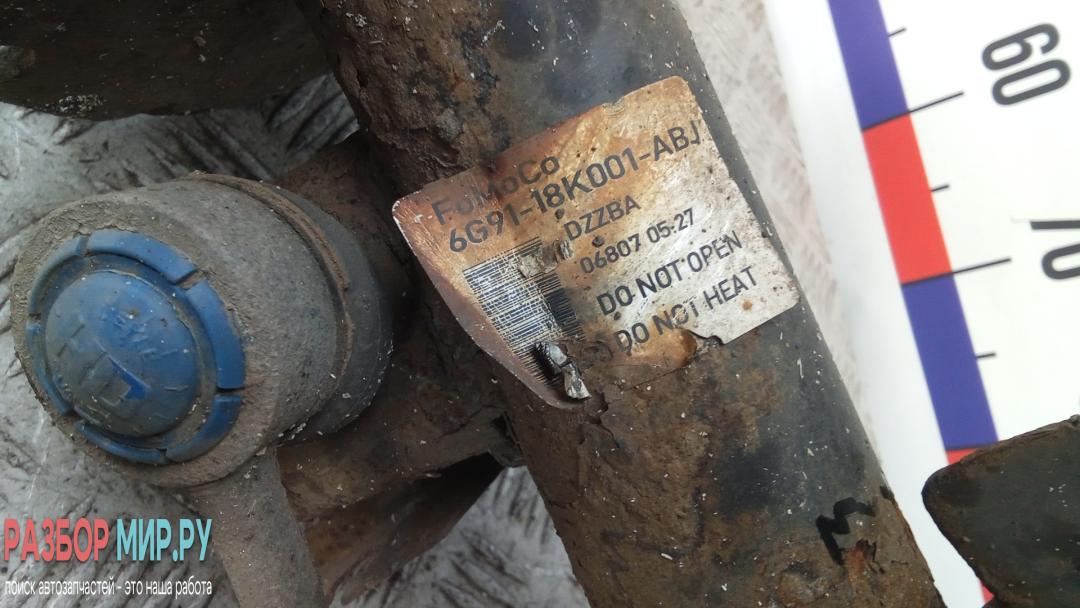 FoMoCo
6G91-18K001-ABJ
DZZBA
06807 05:27
DO NOT OPEN
DO NOT HEAT
60
70
РАЗБОР МИР.РУ
поиск автозапчастей - это наша работа